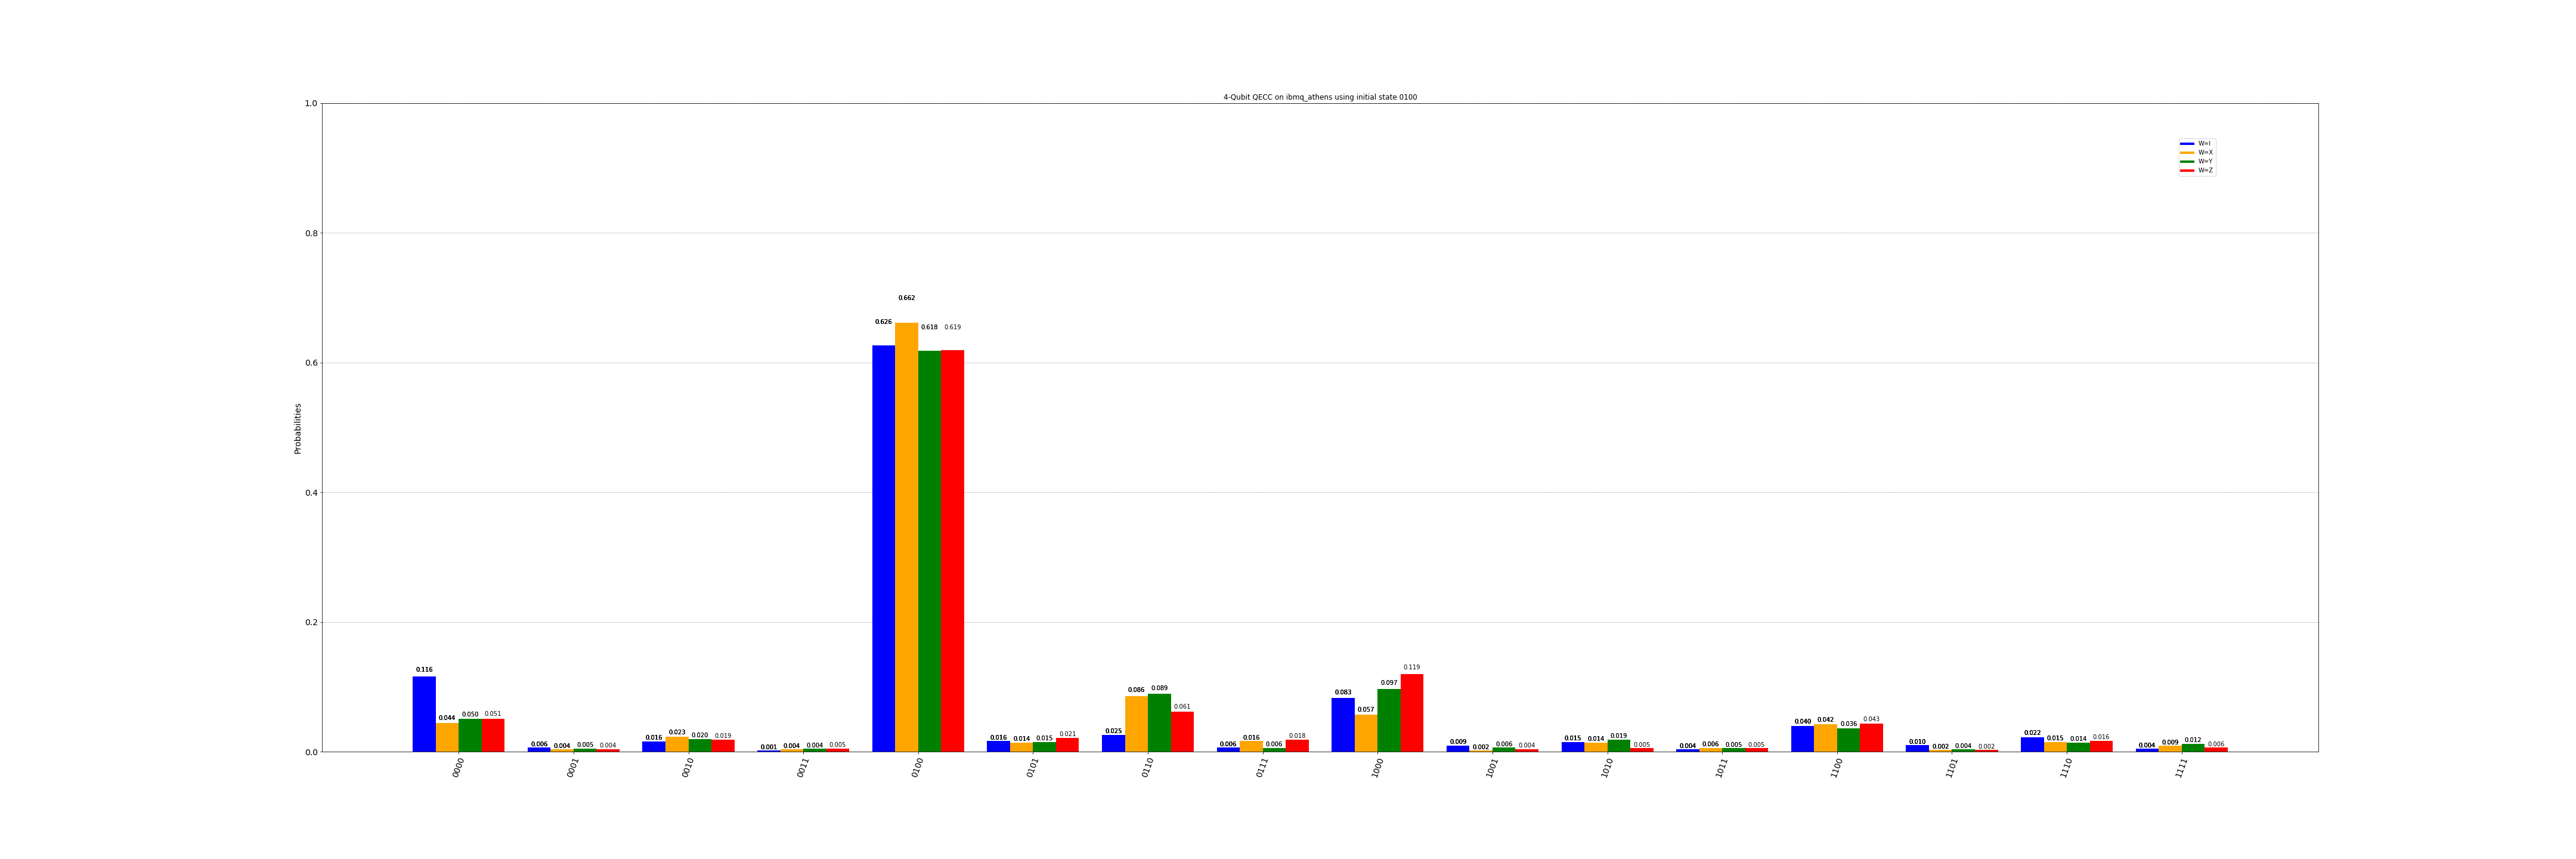 4-Qubit QECC on ibmq_athens using initial state 0100
1.0
0.8
0.6
0.4
0.2
0.0
Probabilities
W=I
W=X
W=Y
W=Z
0.116 0.044 0.050 0.051
0.006 0.004 0.005 0.004
0.016 0.023 0.020 0.019
0.001 0.004 0.004 0.005
0.626 0.662 0.618 0.619
0.016 0.014 0.015 0.021
0.025 0.086 0.089 0.061
0.006 0.016 0.006 0.018
0.083 0.057 0.097 0.119
0.009 0.002 0.006 0.004
0.015 0.014 0.019 0.005
0.004 0.006 0.005 0.005
0.040 0.042 0.036 0.043
0.010 0.002 0.004 0.002
0.022 0.015 0.014 0.016
0.004 0.009 0.012 0.006
0000
0001
0010
0011
0100
0101
0110
0111
1000
1001
1010
1011
1100
1101
1110
1111